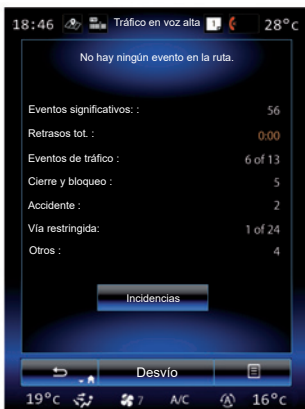 18:46 Tráfico en voz alta 1 28°c
No hay ningún evento en la ruta.
Eventos significativos: : 56
Retrasos tot. : 0:00
Eventos de tráfico : 6 of 13
Cierre y bloqueo : 5
Accidente : 2
Vía restringida: 1 of 24
Otros : 4
Incidencias
Desvío
19°c 7 A/C A 16°c